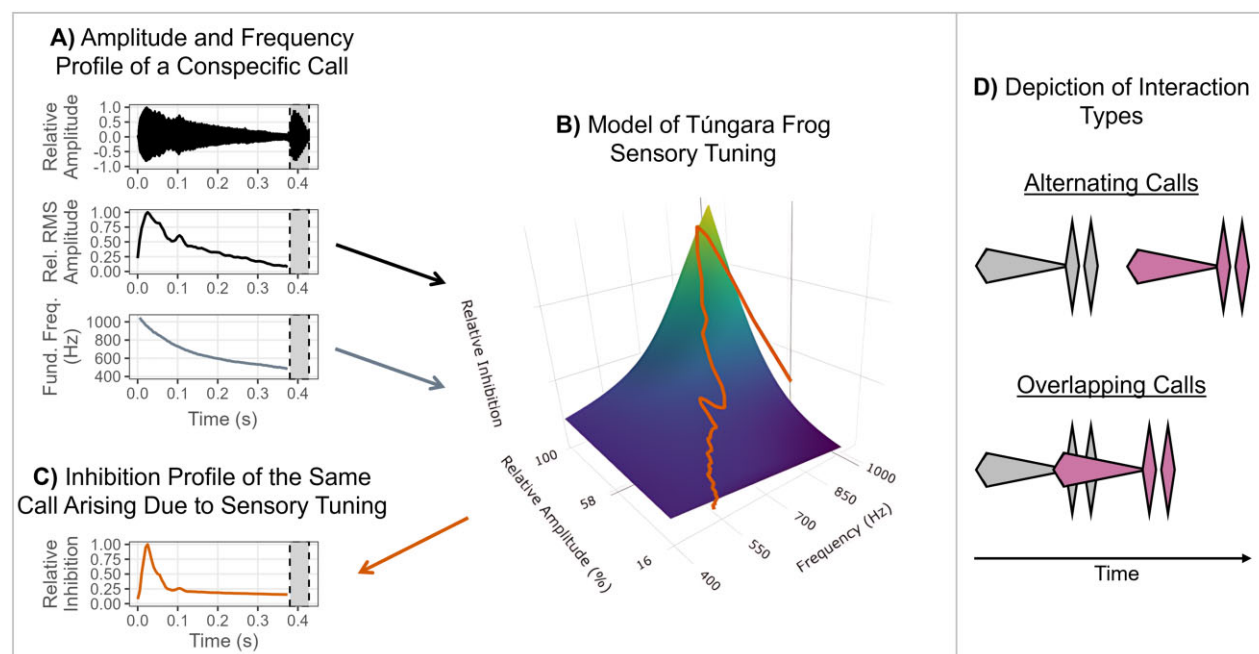 A) Amplitude and Frequency
Profile of a Conspecific Call
Relative
Amplitude
1.0
0.5
0.0
-0.5
-1.0
0.0 0.1 0.2 0.3 0.4
Rel. RMS
Amplitude
1.00
0.75
0.50
0.25
0.00
0.0 0.1 0.2 0.3 0.4
Fund. Freq.
(Hz)
1000
800
600
400
0.0 0.1 0.2 0.3 0.4
Time (s)
C) Inhibition Profile of the Same
Call Arising Due to Sensory Tuning
Relative
Inhibition
1.00
0.75
0.50
0.25
0.00
0.0 0.1 0.2 0.3 0.4
Time (s)
B) Model of Túngara Frog
Sensory Tuning
Relative Inhibition
Relative Amplitude (%)
100
58
16
400
550
700
850
1000
Frequency (Hz)
D) Depiction of Interaction
Types
Alternating Calls
Overlapping Calls
Time